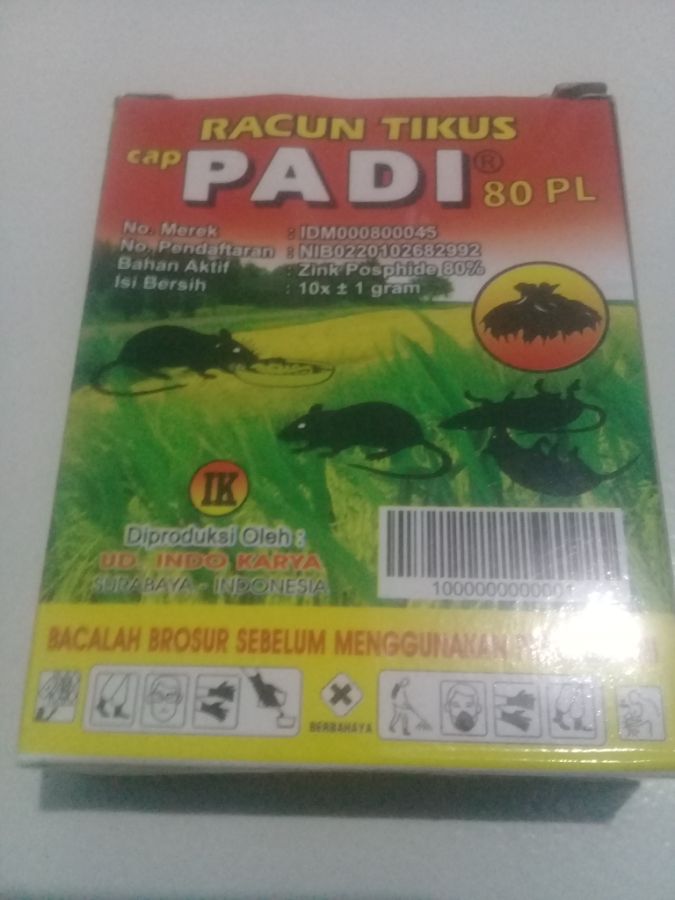 RACUN TIKUS
cap PADI® 80 PL
No. Merek : IDM000800045
No. Pendaftaran : NIB0220102682992
Bahan Aktif : Zink Posphide 80%
Isi Bersih : 10x ± 1 gram
IK
Diproduksi Oleh :
UD. INDO KARYA
SURABAYA - INDONESIA
BACALAH BROSUR SEBELUM MENGGUNAKAN
BERBAHAYA